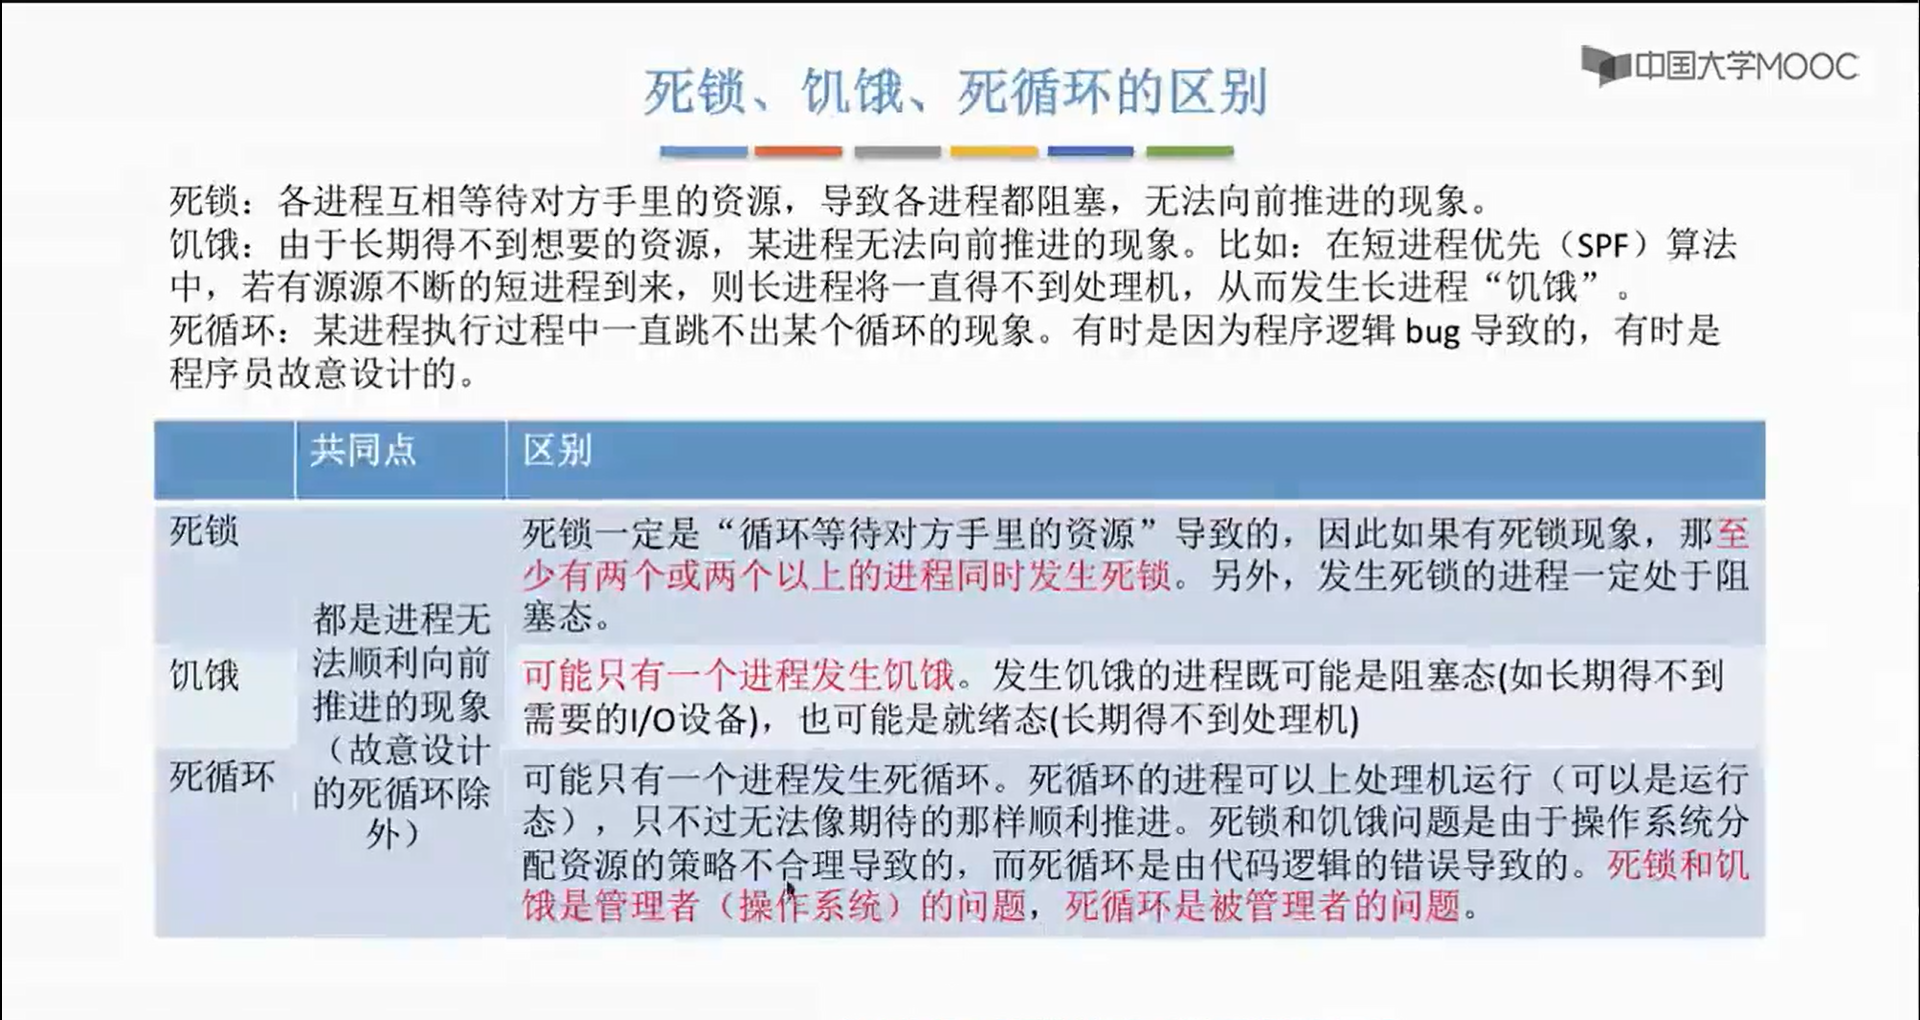 中国大学MOOC
死锁、饥饿、死循环的区别
死锁：各进程互相等待对方手里的资源，导致各进程都阻塞，无法向前推进的现象。
饥饿：由于长期得不到想要的资源，某进程无法向前推进的现象。比如：在短进程优先（SPF）算法
中，若有源源不断的短进程到来，则长进程将一直得不到处理机，从而发生长进程“饥饿”。
死循环：某进程执行过程中一直跳不出某个循环的现象。有时是因为程序逻辑 bug 导致的，有时是
程序员故意设计的。
共同点
区别
死锁
都是进程无
法顺利向前
推进的现象
（故意设计
的死循环除
外）
死锁一定是“循环等待对方手里的资源”导致的，因此如果有死锁现象，那至
少有两个或两个以上的进程同时发生死锁。另外，发生死锁的进程一定处于阻
塞态。
饥饿
可能只有一个进程发生饥饿。发生饥饿的进程既可能是阻塞态(如长期得不到
需要的I/O设备)，也可能是就绪态(长期得不到处理机)
死循环
可能只有一个进程发生死循环。死循环的进程可以上处理机运行（可以是运行
态），只不过无法像期待的那样顺利推进。死锁和饥饿问题是由于操作系统分
配资源的策略不合理导致的，而死循环是由代码逻辑的错误导致的。死锁和饥
饿是管理者（操作系统）的问题，死循环是被管理者的问题。